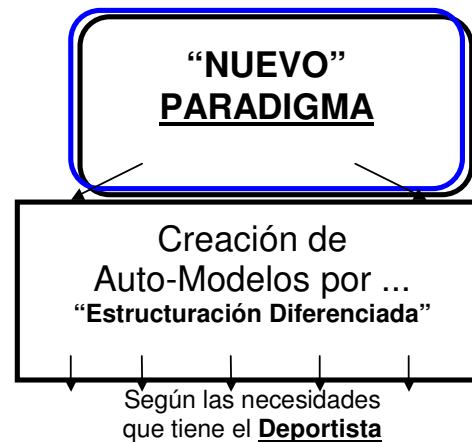 “NUEVO”
PARADIGMA
Creación de
Auto-Modelos por ...
“Estructuración Diferenciada”
Según las necesidades
que tiene el Deportista